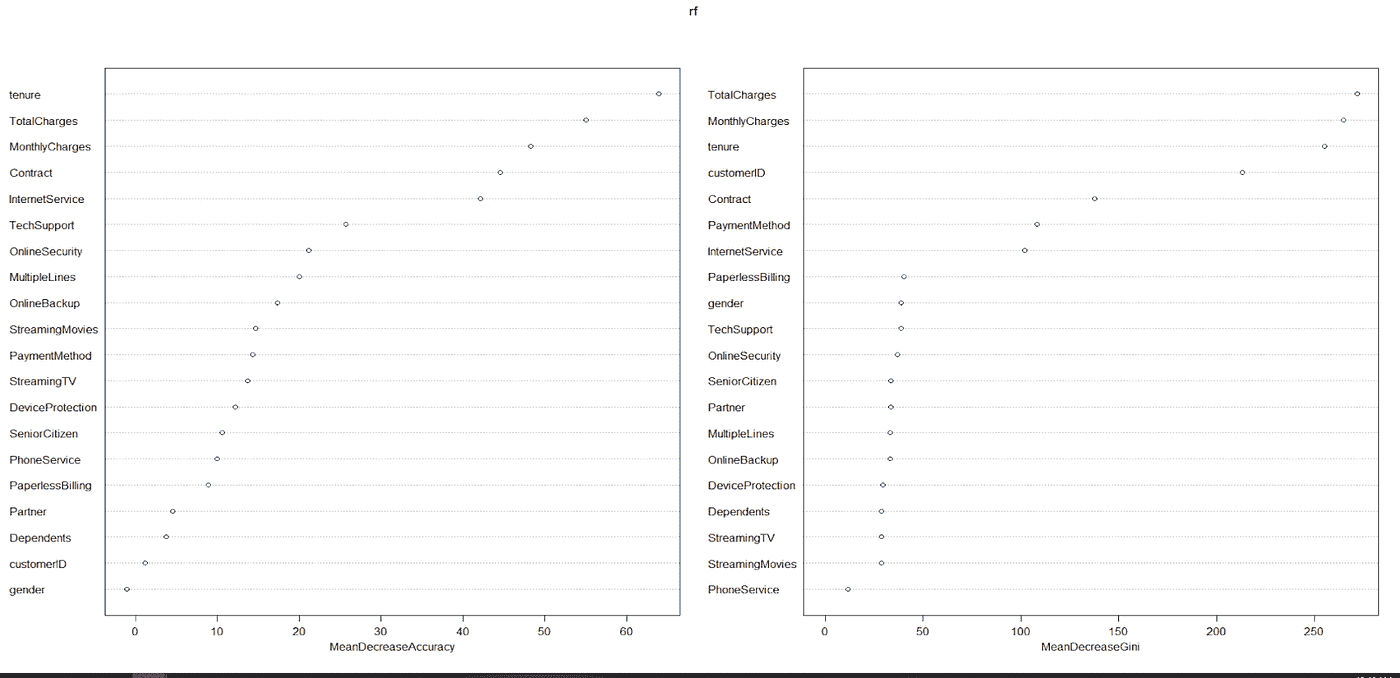 rf
tenure
TotalCharges
MonthlyCharges
Contract
InternetService
TechSupport
OnlineSecurity
MultipleLines
OnlineBackup
StreamingMovies
PaymentMethod
StreamingTV
DeviceProtection
SeniorCitizen
PhoneService
PaperlessBilling
Partner
Dependents
customerID
gender
0 10 20 30 40 50 60
MeanDecreaseAccuracy
TotalCharges
MonthlyCharges
tenure
customerID
Contract
PaymentMethod
InternetService
PaperlessBilling
gender
TechSupport
OnlineSecurity
SeniorCitizen
Partner
MultipleLines
OnlineBackup
DeviceProtection
Dependents
StreamingTV
StreamingMovies
PhoneService
0 50 100 150 200 250
MeanDecreaseGini